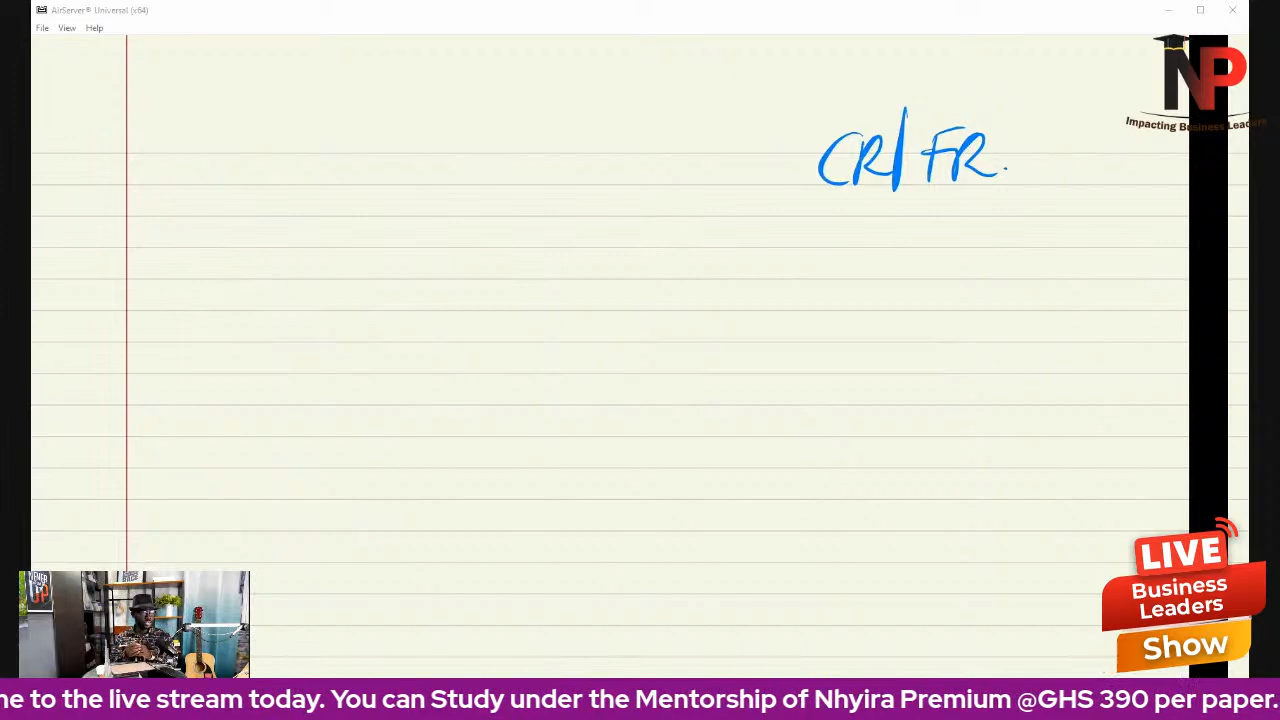 AirServer® Universal (x64)
File View Help
NP
Impacting Business Leaders
CR/FR.
LIVE
Business
Leaders
Show
ne to the live stream today. You can Study under the Mentorship of Nhyira Premium @GHS 390 per paper.